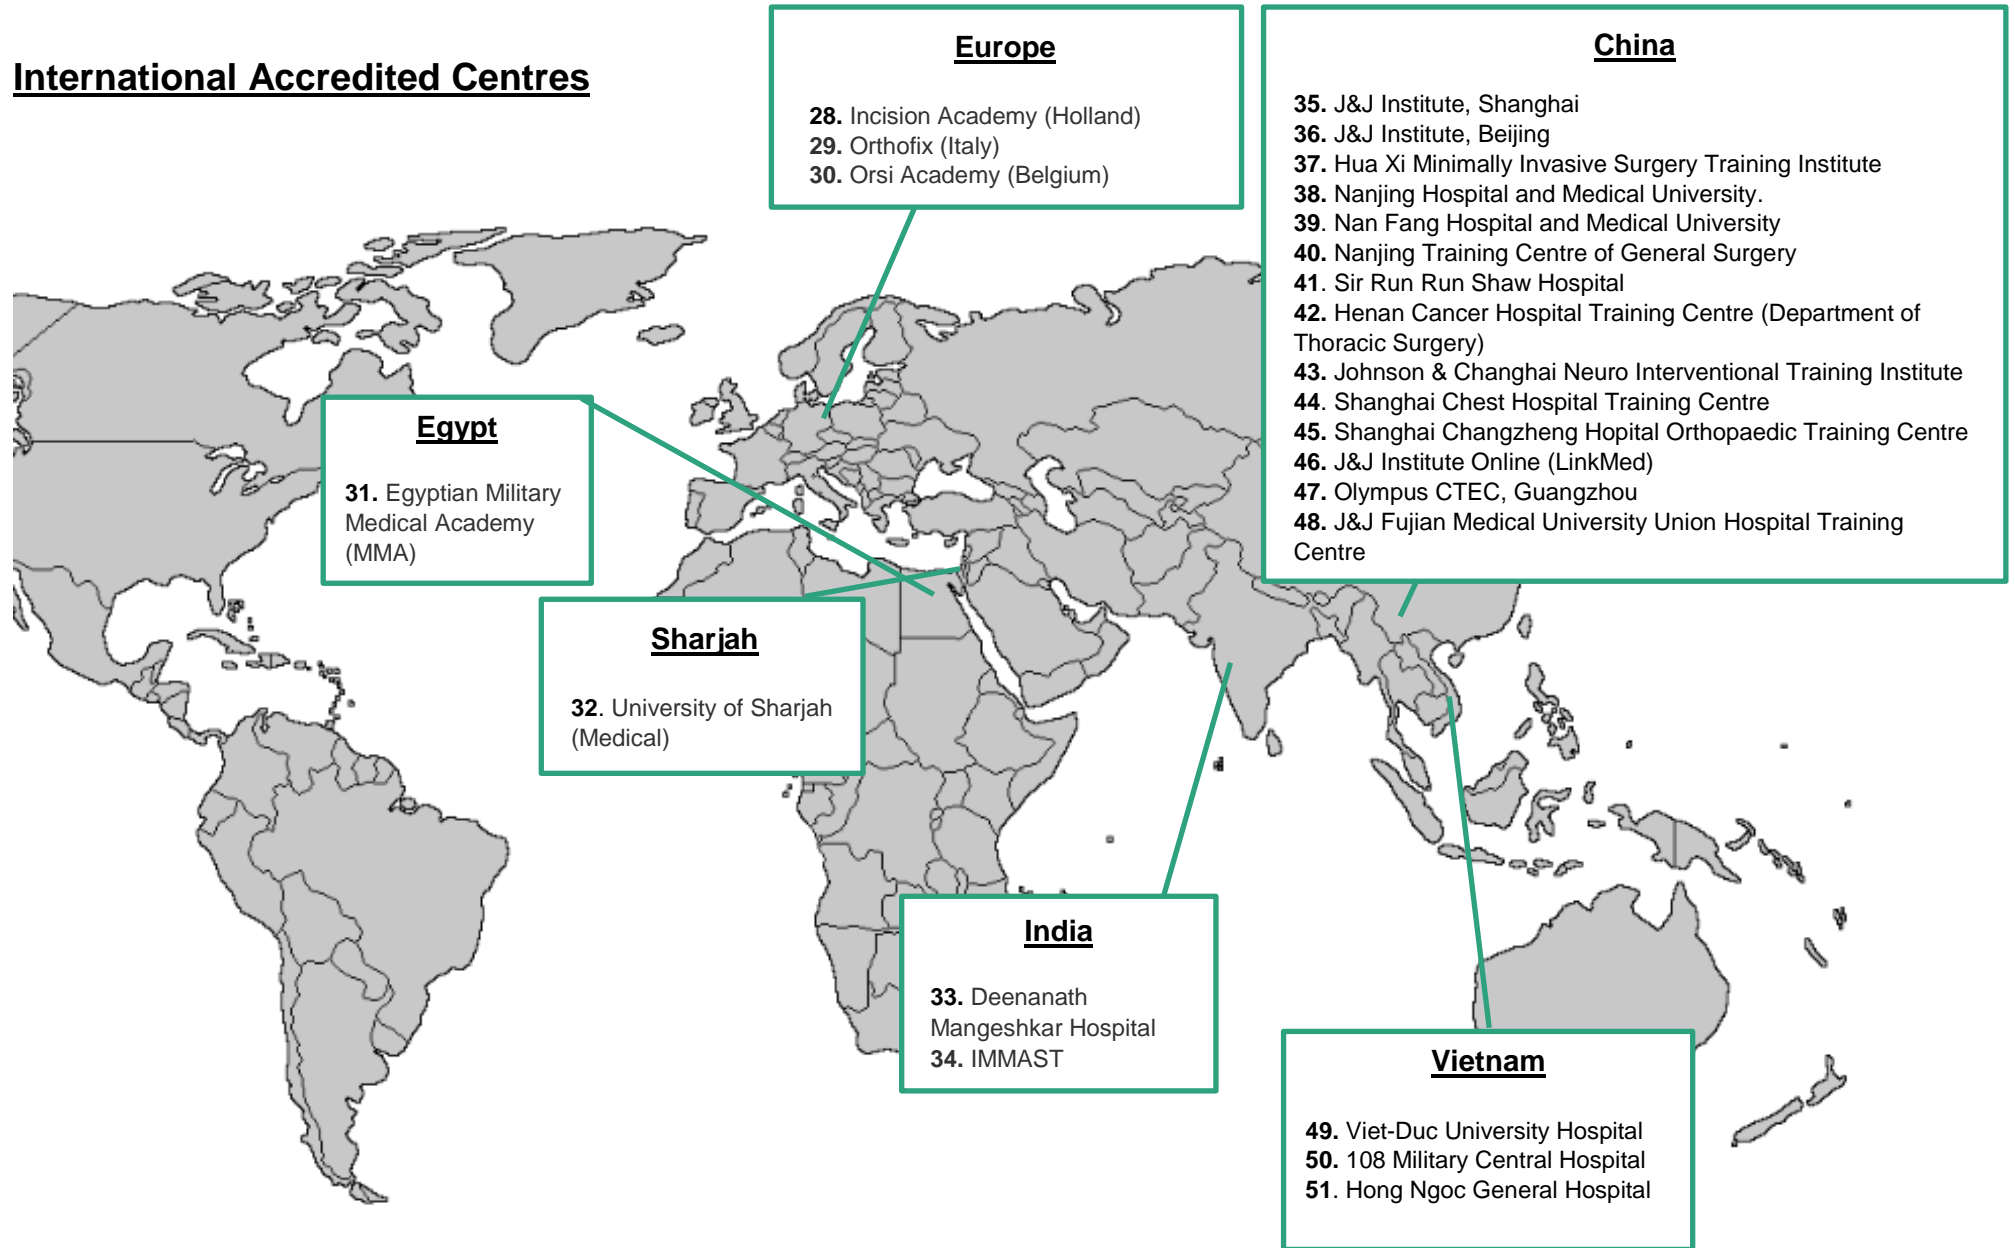 International Accredited Centres
Europe
28. Incision Academy (Holland)
29. Orthofix (Italy)
30. Orsi Academy (Belgium)
China
35. J&J Institute, Shanghai
36. J&J Institute, Beijing
37. Hua Xi Minimally Invasive Surgery Training Institute
38. Nanjing Hospital and Medical University.
39. Nan Fang Hospital and Medical University
40. Nanjing Training Centre of General Surgery
41. Sir Run Run Shaw Hospital
42. Henan Cancer Hospital Training Centre (Department of
Thoracic Surgery)
43. Johnson & Changhai Neuro Interventional Training Institute
44. Shanghai Chest Hospital Training Centre
45. Shanghai Changzheng Hopital Orthopaedic Training Centre
46. J&J Institute Online (LinkMed)
47. Olympus CTEC, Guangzhou
48. J&J Fujian Medical University Union Hospital Training
Centre
Egypt
31. Egyptian Military
Medical Academy
(MMA)
Sharjah
32. University of Sharjah
(Medical)
India
33. Deenanath
Mangeshkar Hospital
34. IMMAST
Vietnam
49. Viet-Duc University Hospital
50. 108 Military Central Hospital
51. Hong Ngoc General Hospital